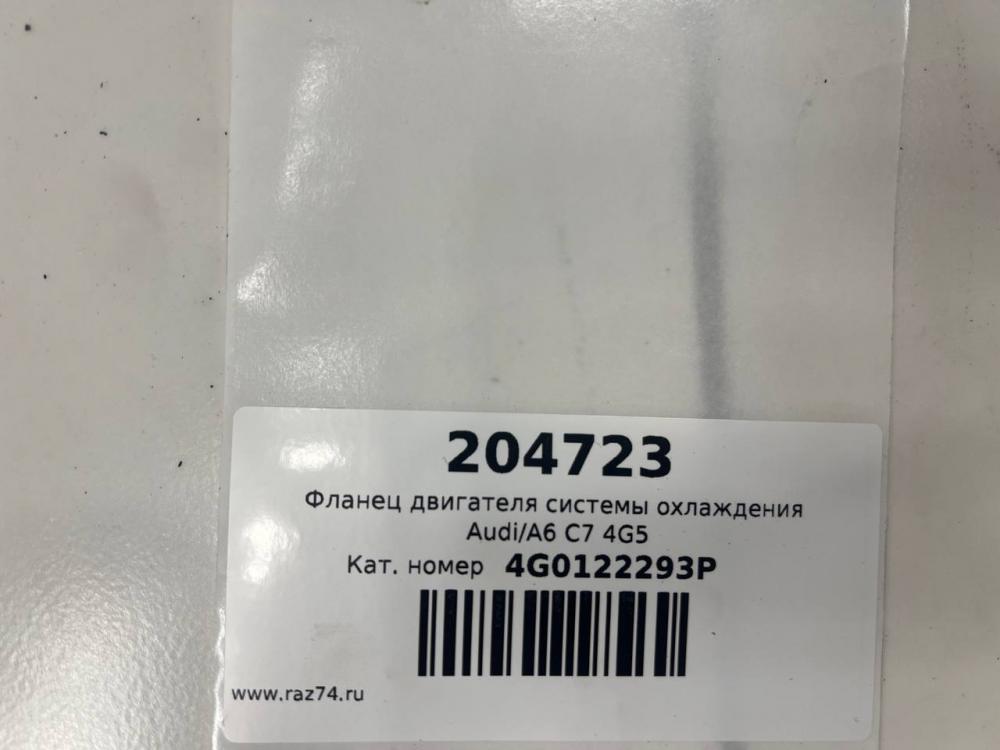 204723
Фланец двигателя системы охлаждения
Audi/A6 C7 4G5
Кат. номер 4G0122293P
www.raz74.ru